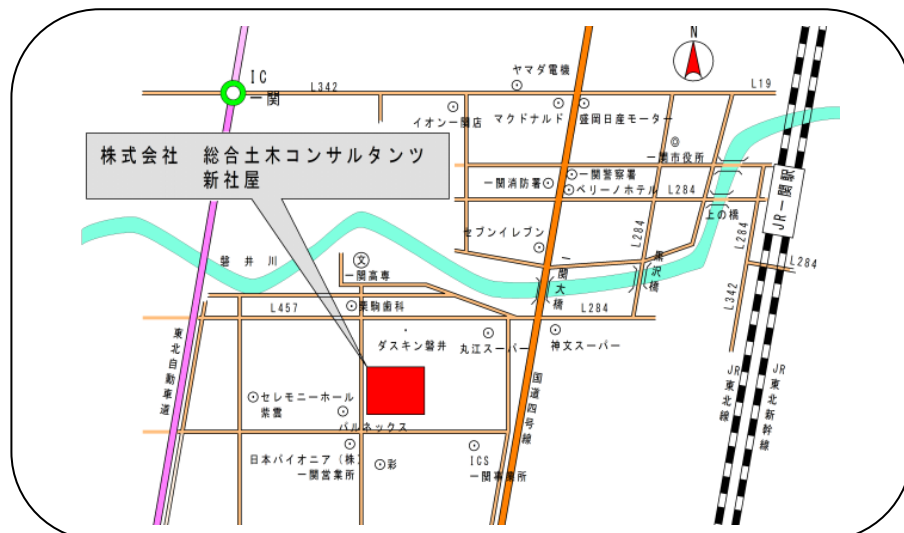 N
IC
一関
L342
ヤマダ電機
L19
イオン一関店
マクドナルド
盛岡日産モーター
株式会社　総合土木コンサルタンツ
新社屋
一関市役所
一関消防署
一関警察署
ベリーノホテル
L284
JR一関駅
上の橋
セブンイレブン
L284
L284
L284
磐井川
文
一関高専
一関大橋
黒沢橋
L342
L457
栗駒歯科
L284
ダスキン磐井
丸江スーパー
神文スーパー
東北自動車道
国道四号線
JR東北線
JR東北新幹線
セレモニーホール
紫雲
パルネックス
日本バイオニア（株）
一関営業所
彩
ICS
一関事業所